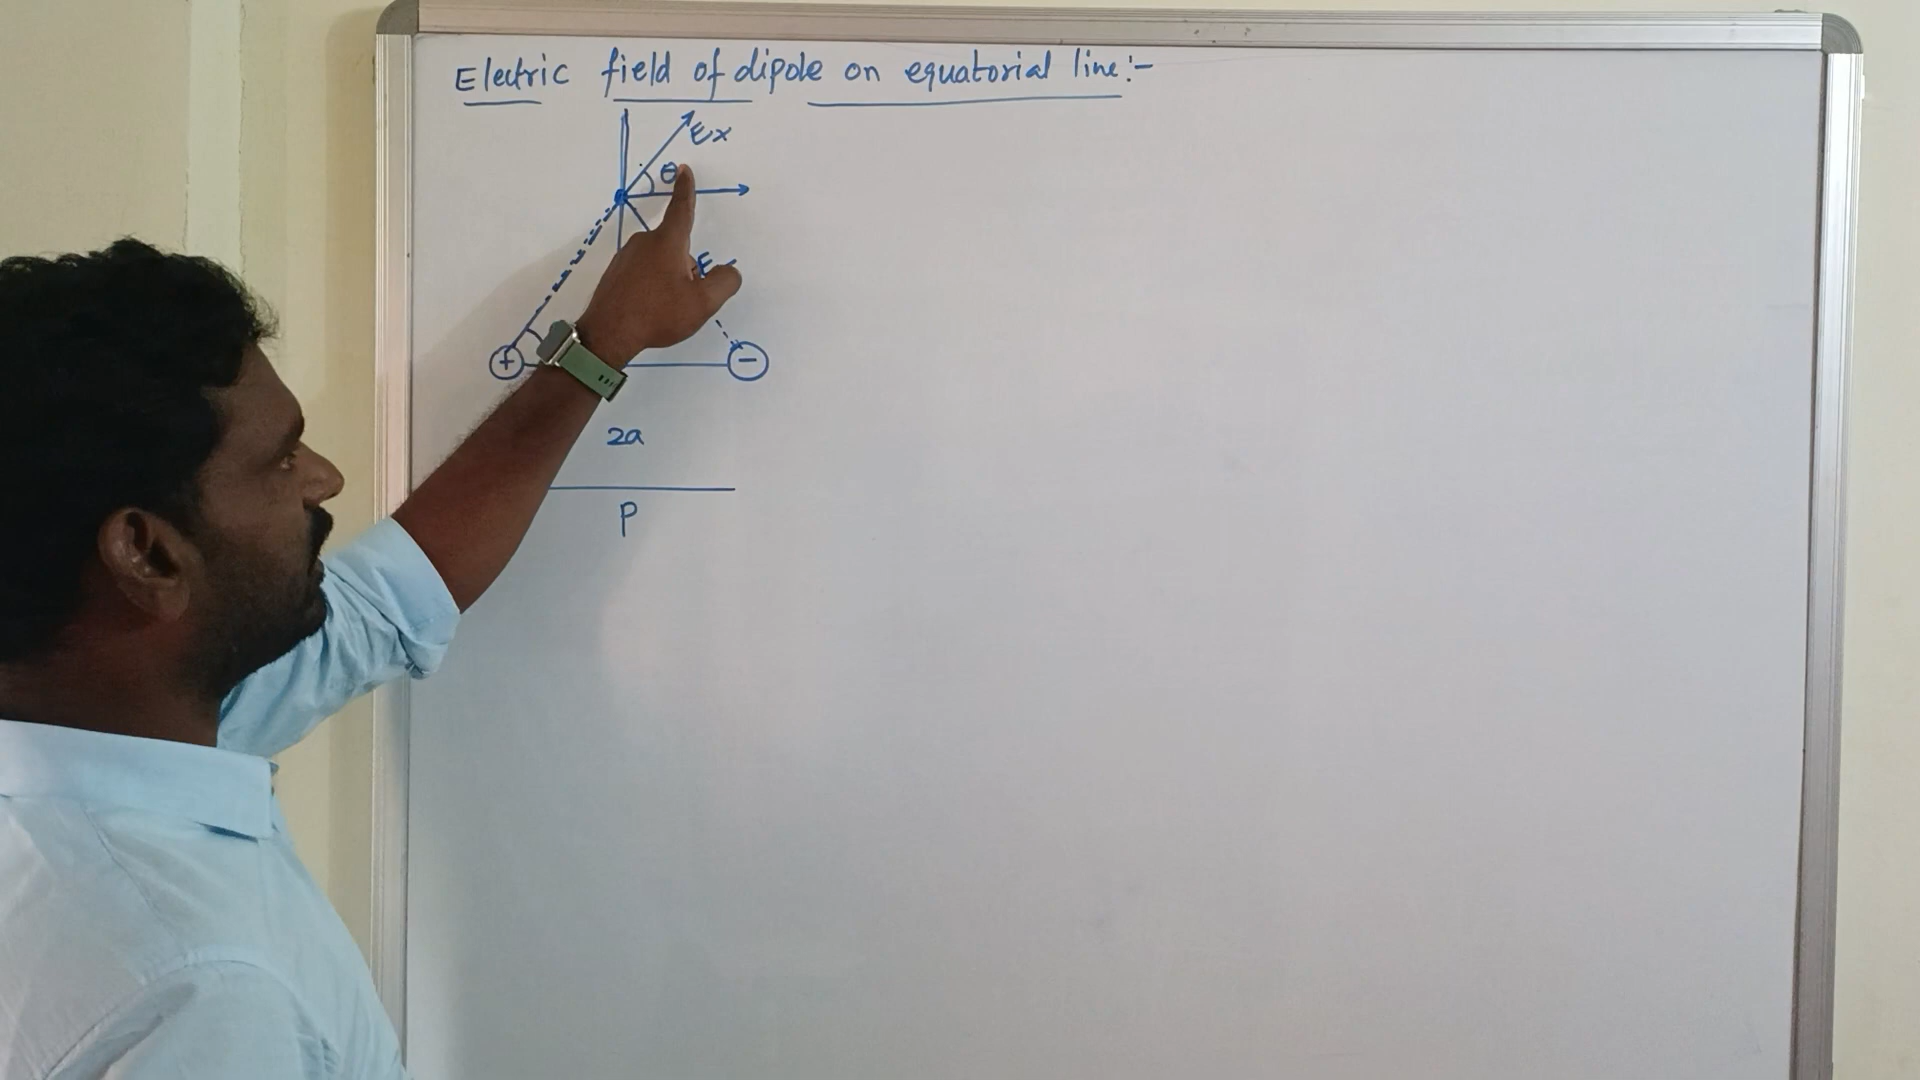 Electric field of dipole on equatorial line:-
Ex
θ
E-
+
-
2a
P